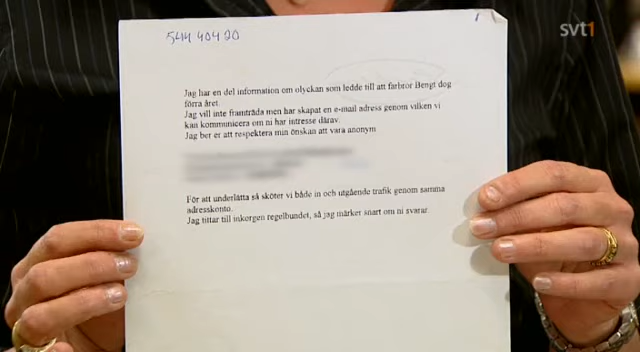 svt1
544 404 20
Jag har en del information om olyckan som ledde till att farbror Bengt dog
förra året.
Jag vill inte framträda men har skapat en e-mail adress genom vilken vi
kan kommunicera om ni har intresse därav.
Jag ber er att respektera min önskan att vara anonym
För att underlätta så sköter vi både in och utgående trafik genom samma
adresskonto.
Jag tittar till inkorgen regelbundet, så jag märker snart om ni svarar.